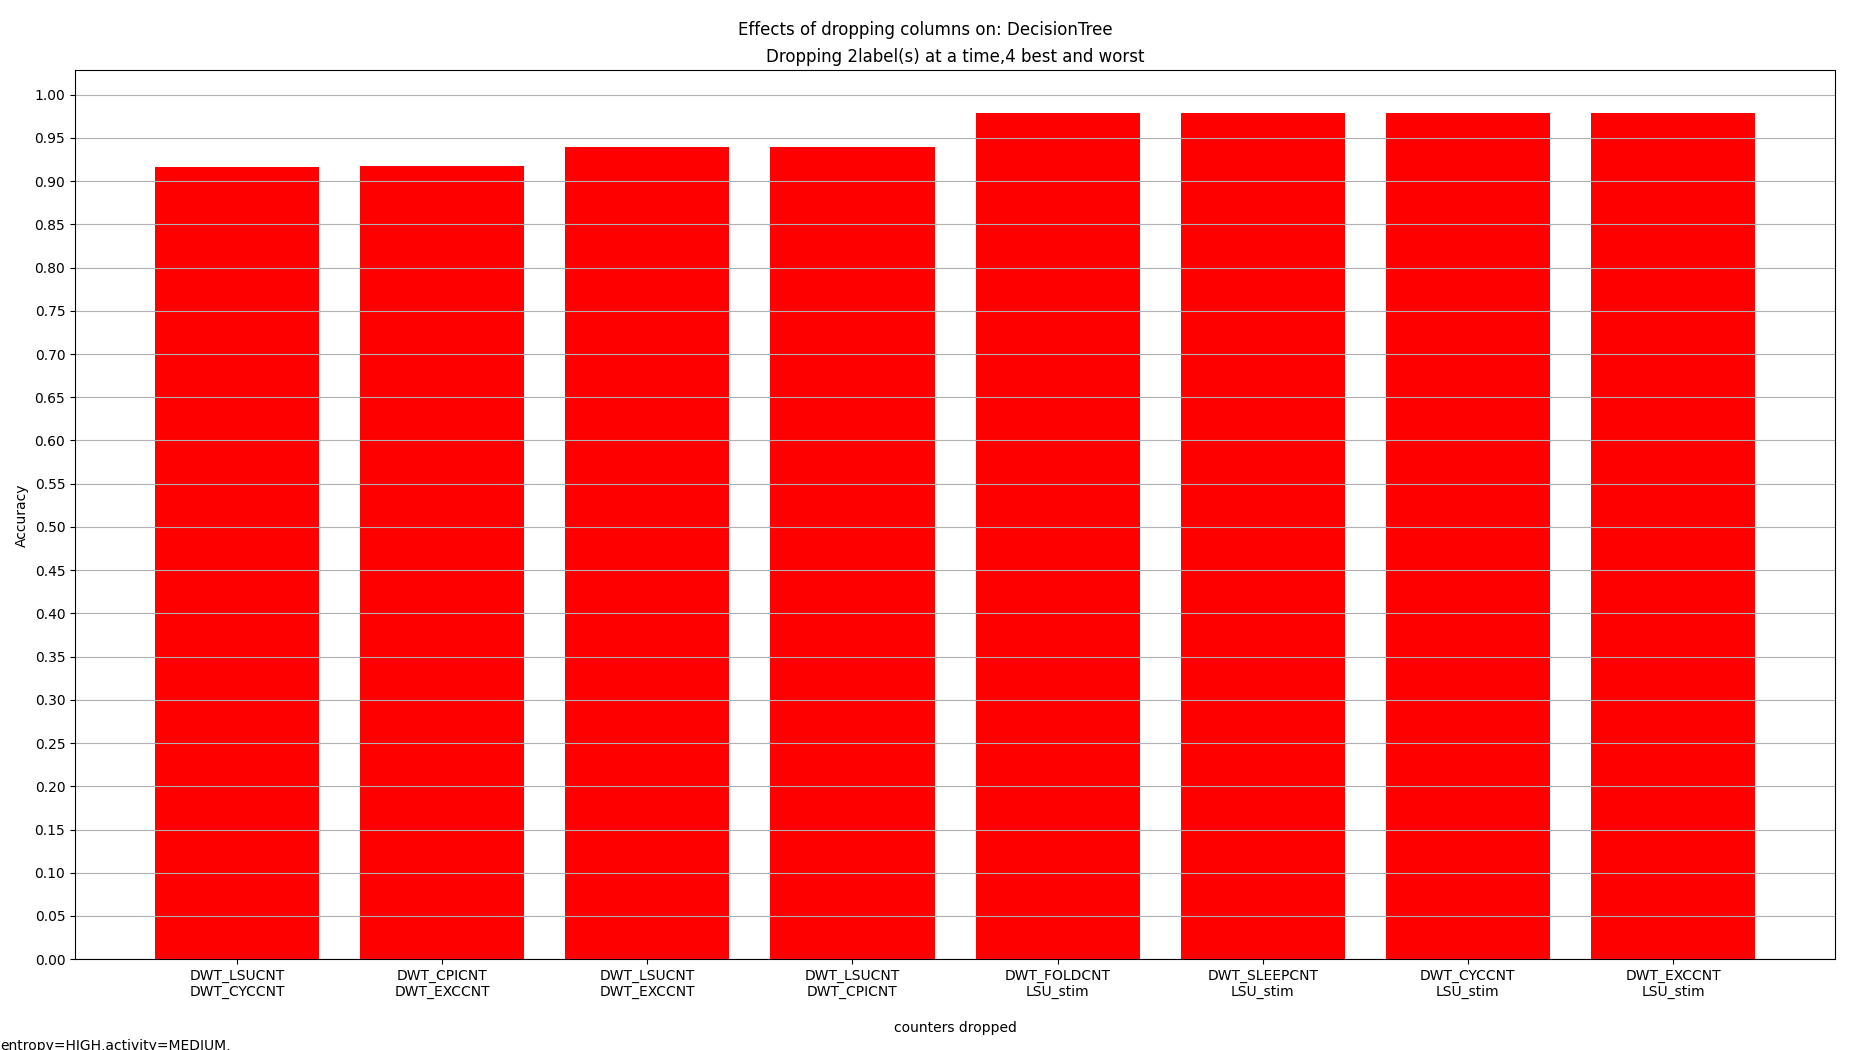 Effects of dropping columns on: DecisionTree
Dropping 2label(s) at a time,4 best and worst
1.00
0.95
0.90
0.85
0.80
0.75
0.70
0.65
0.60
0.55
0.50
0.45
0.40
0.35
0.30
0.25
0.20
0.15
0.10
0.05
0.00
Accuracy
DWT_LSUCNT
DWT_CYCCNT
DWT_CPICNT
DWT_EXCCNT
DWT_LSUCNT
DWT_EXCCNT
DWT_LSUCNT
DWT_CPICNT
DWT_FOLDCNT
LSU_stim
DWT_SLEEPCNT
LSU_stim
DWT_CYCCNT
LSU_stim
DWT_EXCCNT
LSU_stim
counters dropped
entropy=HIGH,activity=MEDIUM,